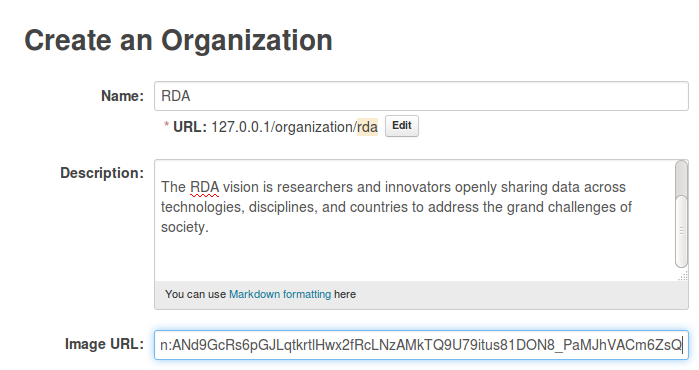 Create an Organization
Name: RDA
* URL: 127.0.0.1/organization/rda Edit
Description:
The RDA vision is researchers and innovators openly sharing data across
technologies, disciplines, and countries to address the grand challenges of
society.
You can use Markdown formatting here
Image URL: n:ANd9GcRs6pGJLqtkrtlHwx2fRcLNzAMkTQ9U79itus81DON8_PaMJhVACm6ZsQ